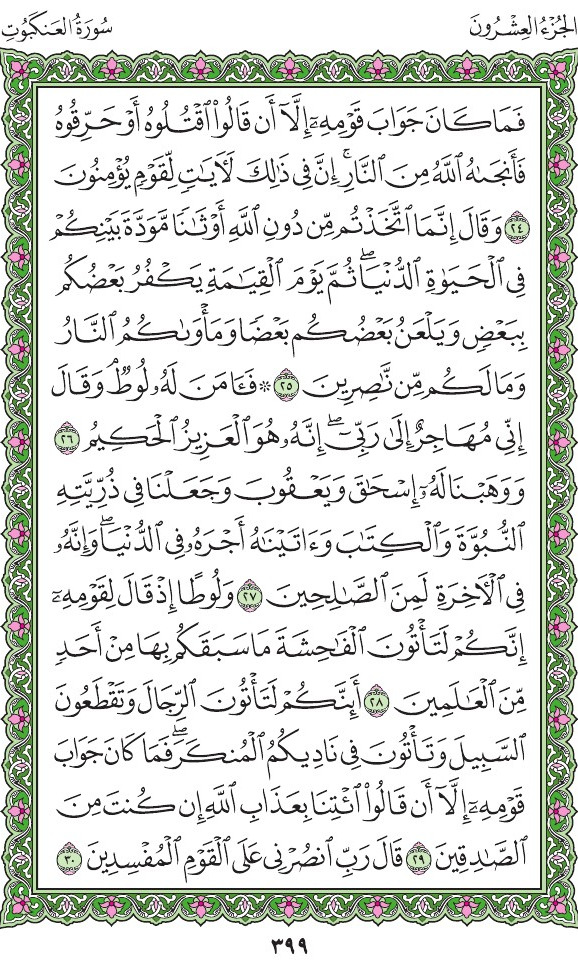 الجُزْءُ العِشْرُونَ
سُورَةُ العَنكَبُوتِ
فَمَا كَانَ جَوَابَ قَوْمِهِۦٓ إِلَّآ أَن قَالُوا۟ ٱقْتُلُوهُ أَوْ حَرِّقُوهُ
فَأَنجَىٰهُ ٱللَّهُ مِنَ ٱلنَّارِۚ إِنَّ فِى ذَٰلِكَ لَـَٔايَٰتٍ لِّقَوْمٍ يُؤْمِنُونَ
٢٤ وَقَالَ إِنَّمَا ٱتَّخَذْتُم مِّن دُونِ ٱللَّهِ أَوْثَٰنًا مَّوَدَّةَ بَيْنِكُمْ
فِى ٱلْحَيَوٰةِ ٱلدُّنْيَاۖ ثُمَّ يَوْمَ ٱلْقِيَٰمَةِ يَكْفُرُ بَعْضُكُم
بِبَعْضٍ وَيَلْعَنُ بَعْضُكُم بَعْضًا وَمَأْوَىٰكُمُ ٱلنَّارُ
وَمَا لَكُم مِّن نَّٰصِرِينَ ٢٥ ۞ فَـَٔامَنَ لَهُۥ لُوطٌۘ وَقَالَ
إِنِّى مُهَاجِرٌ إِلَىٰ رَبِّىٓۖ إِنَّهُۥ هُوَ ٱلْعَزِيزُ ٱلْحَكِيمُ ٢٦
وَوَهَبْنَا لَهُۥٓ إِسْحَٰقَ وَيَعْقُوبَ وَجَعَلْنَا فِى ذُرِّيَّتِهِ
ٱلنُّبُوَّةَ وَٱلْكِتَٰبَ وَءَاتَيْنَٰهُ أَجْرَهُۥ فِى ٱلدُّنْيَاۖ وَإِنَّهُۥ
فِى ٱلْـَٔاخِرَةِ لَمِنَ ٱلصَّٰلِحِينَ ٢٧ وَلُوطًا إِذْ قَالَ لِقَوْمِهِۦٓ
إِنَّكُمْ لَتَأْتُونَ ٱلْفَٰحِشَةَ مَا سَبَقَكُم بِهَا مِنْ أَحَدٍ
مِّنَ ٱلْعَٰلَمِينَ ٢٨ أَئِنَّكُمْ لَتَأْتُونَ ٱلرِّجَالَ وَتَقْطَعُونَ
ٱلسَّبِيلَ وَتَأْتُونَ فِى نَادِيكُمُ ٱلْمُنكَرَۖ فَمَا كَانَ جَوَابَ
قَوْمِهِۦٓ إِلَّآ أَن قَالُوا۟ ٱئْتِنَا بِعَذَابِ ٱللَّهِ إِن كُنتَ مِنَ
ٱلصَّٰدِقِينَ ٢٩ قَالَ رَبِّ ٱنصُرْنِى عَلَى ٱلْقَوْمِ ٱلْمُفْسِدِينَ ٣٠
٣٩٩